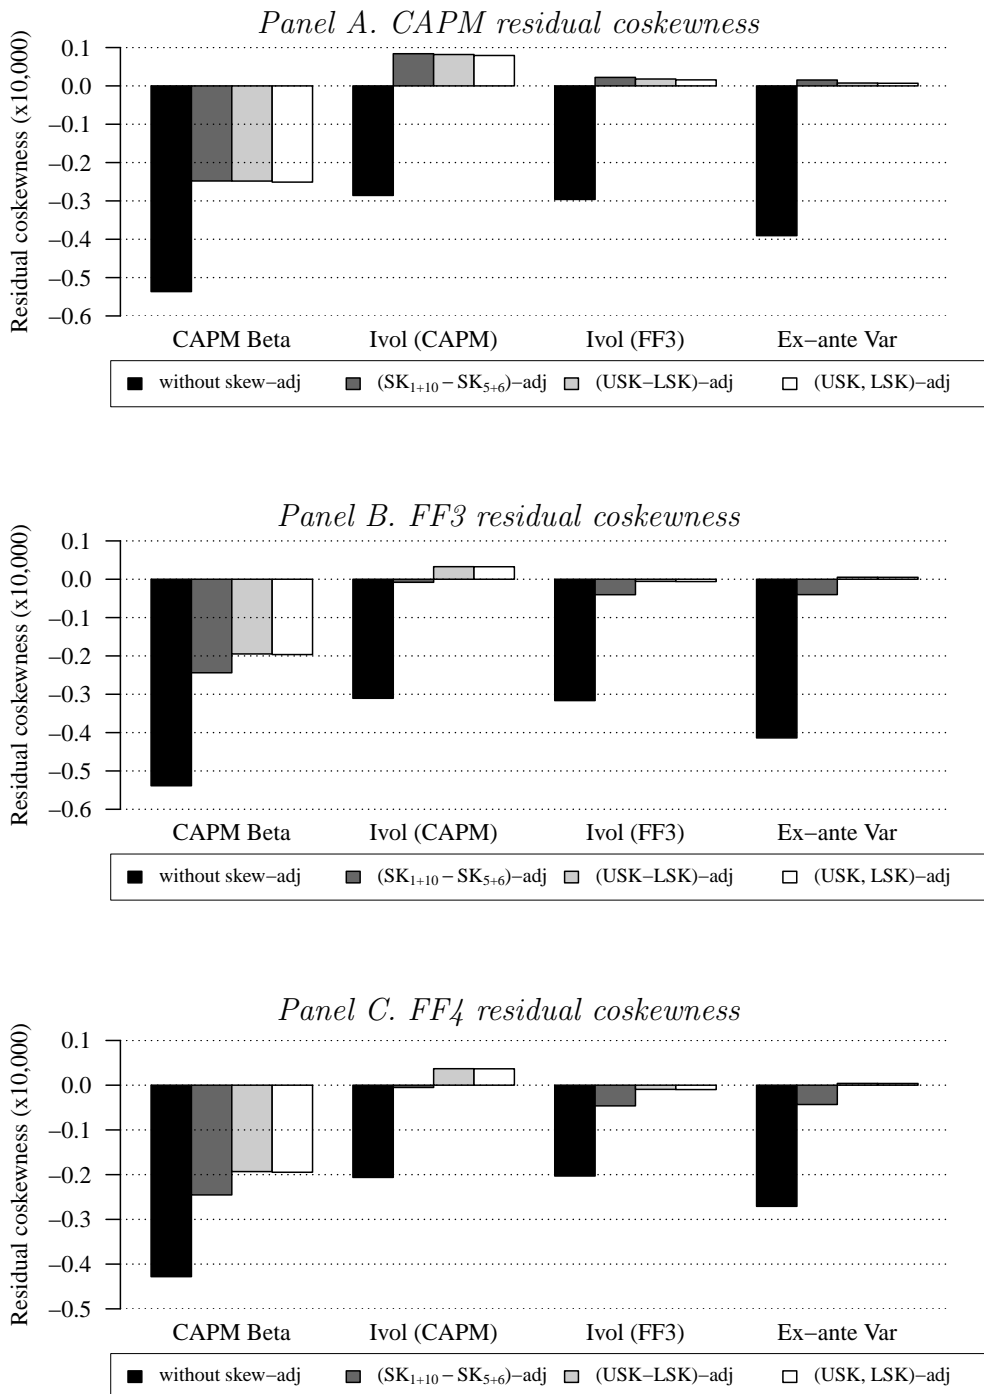 Panel A. CAPM residual coskewness
Residual coskewness (x10,000)
0.1
0.0
−0.1
−0.2
−0.3
−0.4
−0.5
−0.6
CAPM Beta Ivol (CAPM) Ivol (FF3) Ex−ante Var
without skew−adj (SK1+10 − SK5+6)−adj (USK−LSK)−adj (USK, LSK)−adj
Panel B. FF3 residual coskewness
Residual coskewness (x10,000)
0.1
0.0
−0.1
−0.2
−0.3
−0.4
−0.5
−0.6
CAPM Beta Ivol (CAPM) Ivol (FF3) Ex−ante Var
without skew−adj (SK1+10 − SK5+6)−adj (USK−LSK)−adj (USK, LSK)−adj
Panel C. FF4 residual coskewness
Residual coskewness (x10,000)
0.1
0.0
−0.1
−0.2
−0.3
−0.4
−0.5
CAPM Beta Ivol (CAPM) Ivol (FF3) Ex−ante Var
without skew−adj (SK1+10 − SK5+6)−adj (USK−LSK)−adj (USK, LSK)−adj